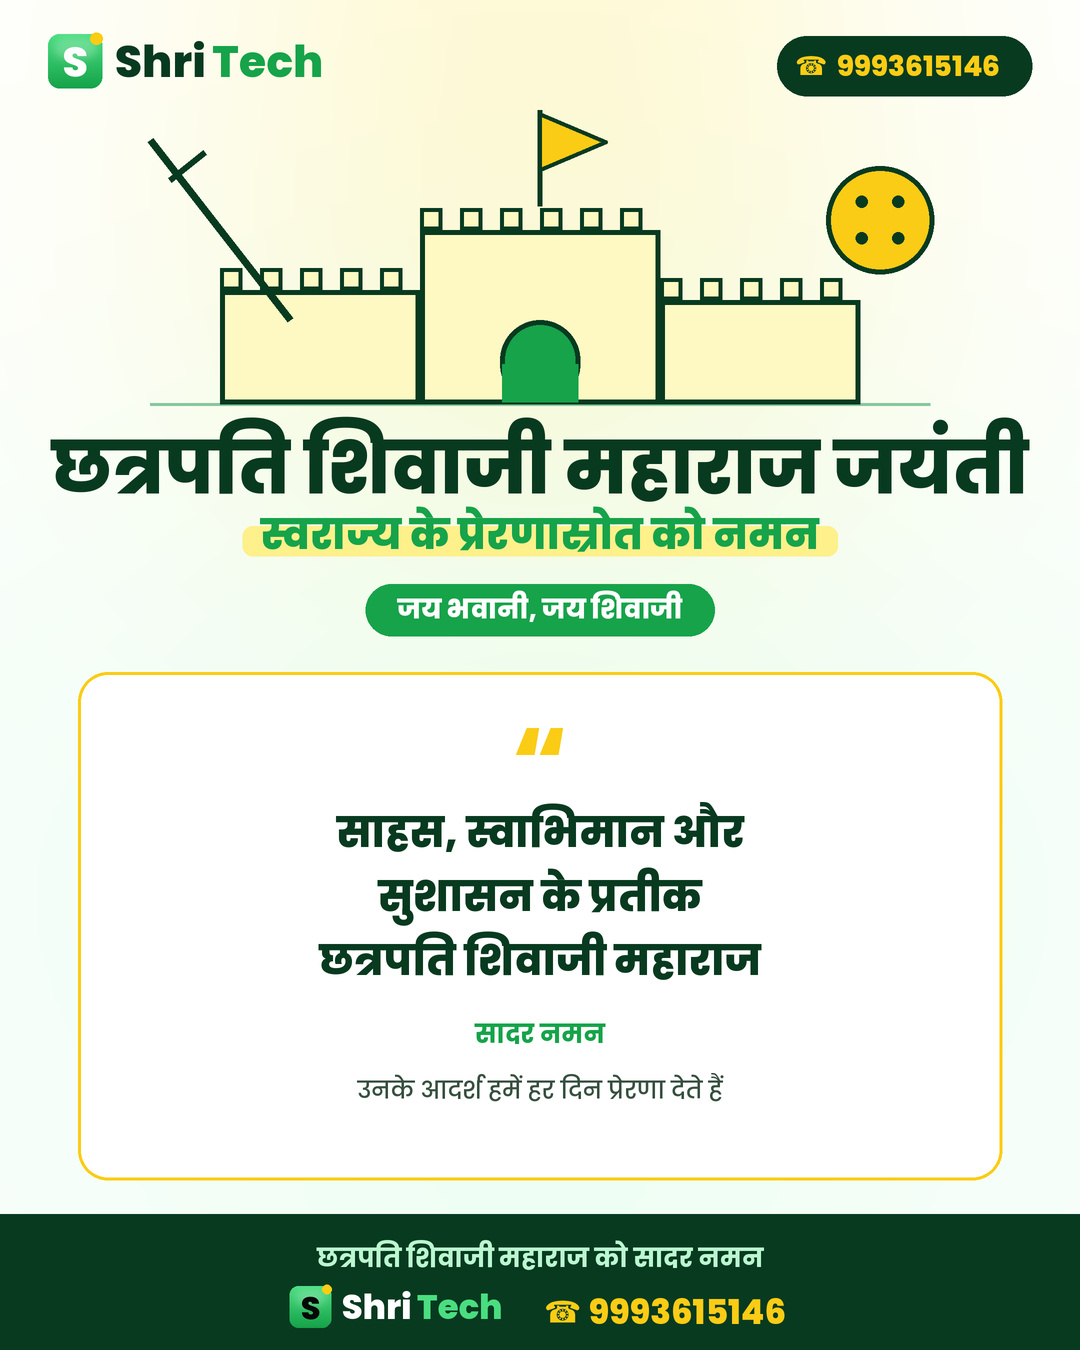 S Shri Tech
☎ 9993615146
छत्रपति शिवाजी महाराज जयंती
स्वराज्य के प्रेरणास्रोत को नमन
जय भवानी, जय शिवाजी
“
साहस, स्वाभिमान और
सुशासन के प्रतीक
छत्रपति शिवाजी महाराज
सादर नमन
उनके आदर्श हमें हर दिन प्रेरणा देते हैं
छत्रपति शिवाजी महाराज को सादर नमन
S Shri Tech ☎ 9993615146